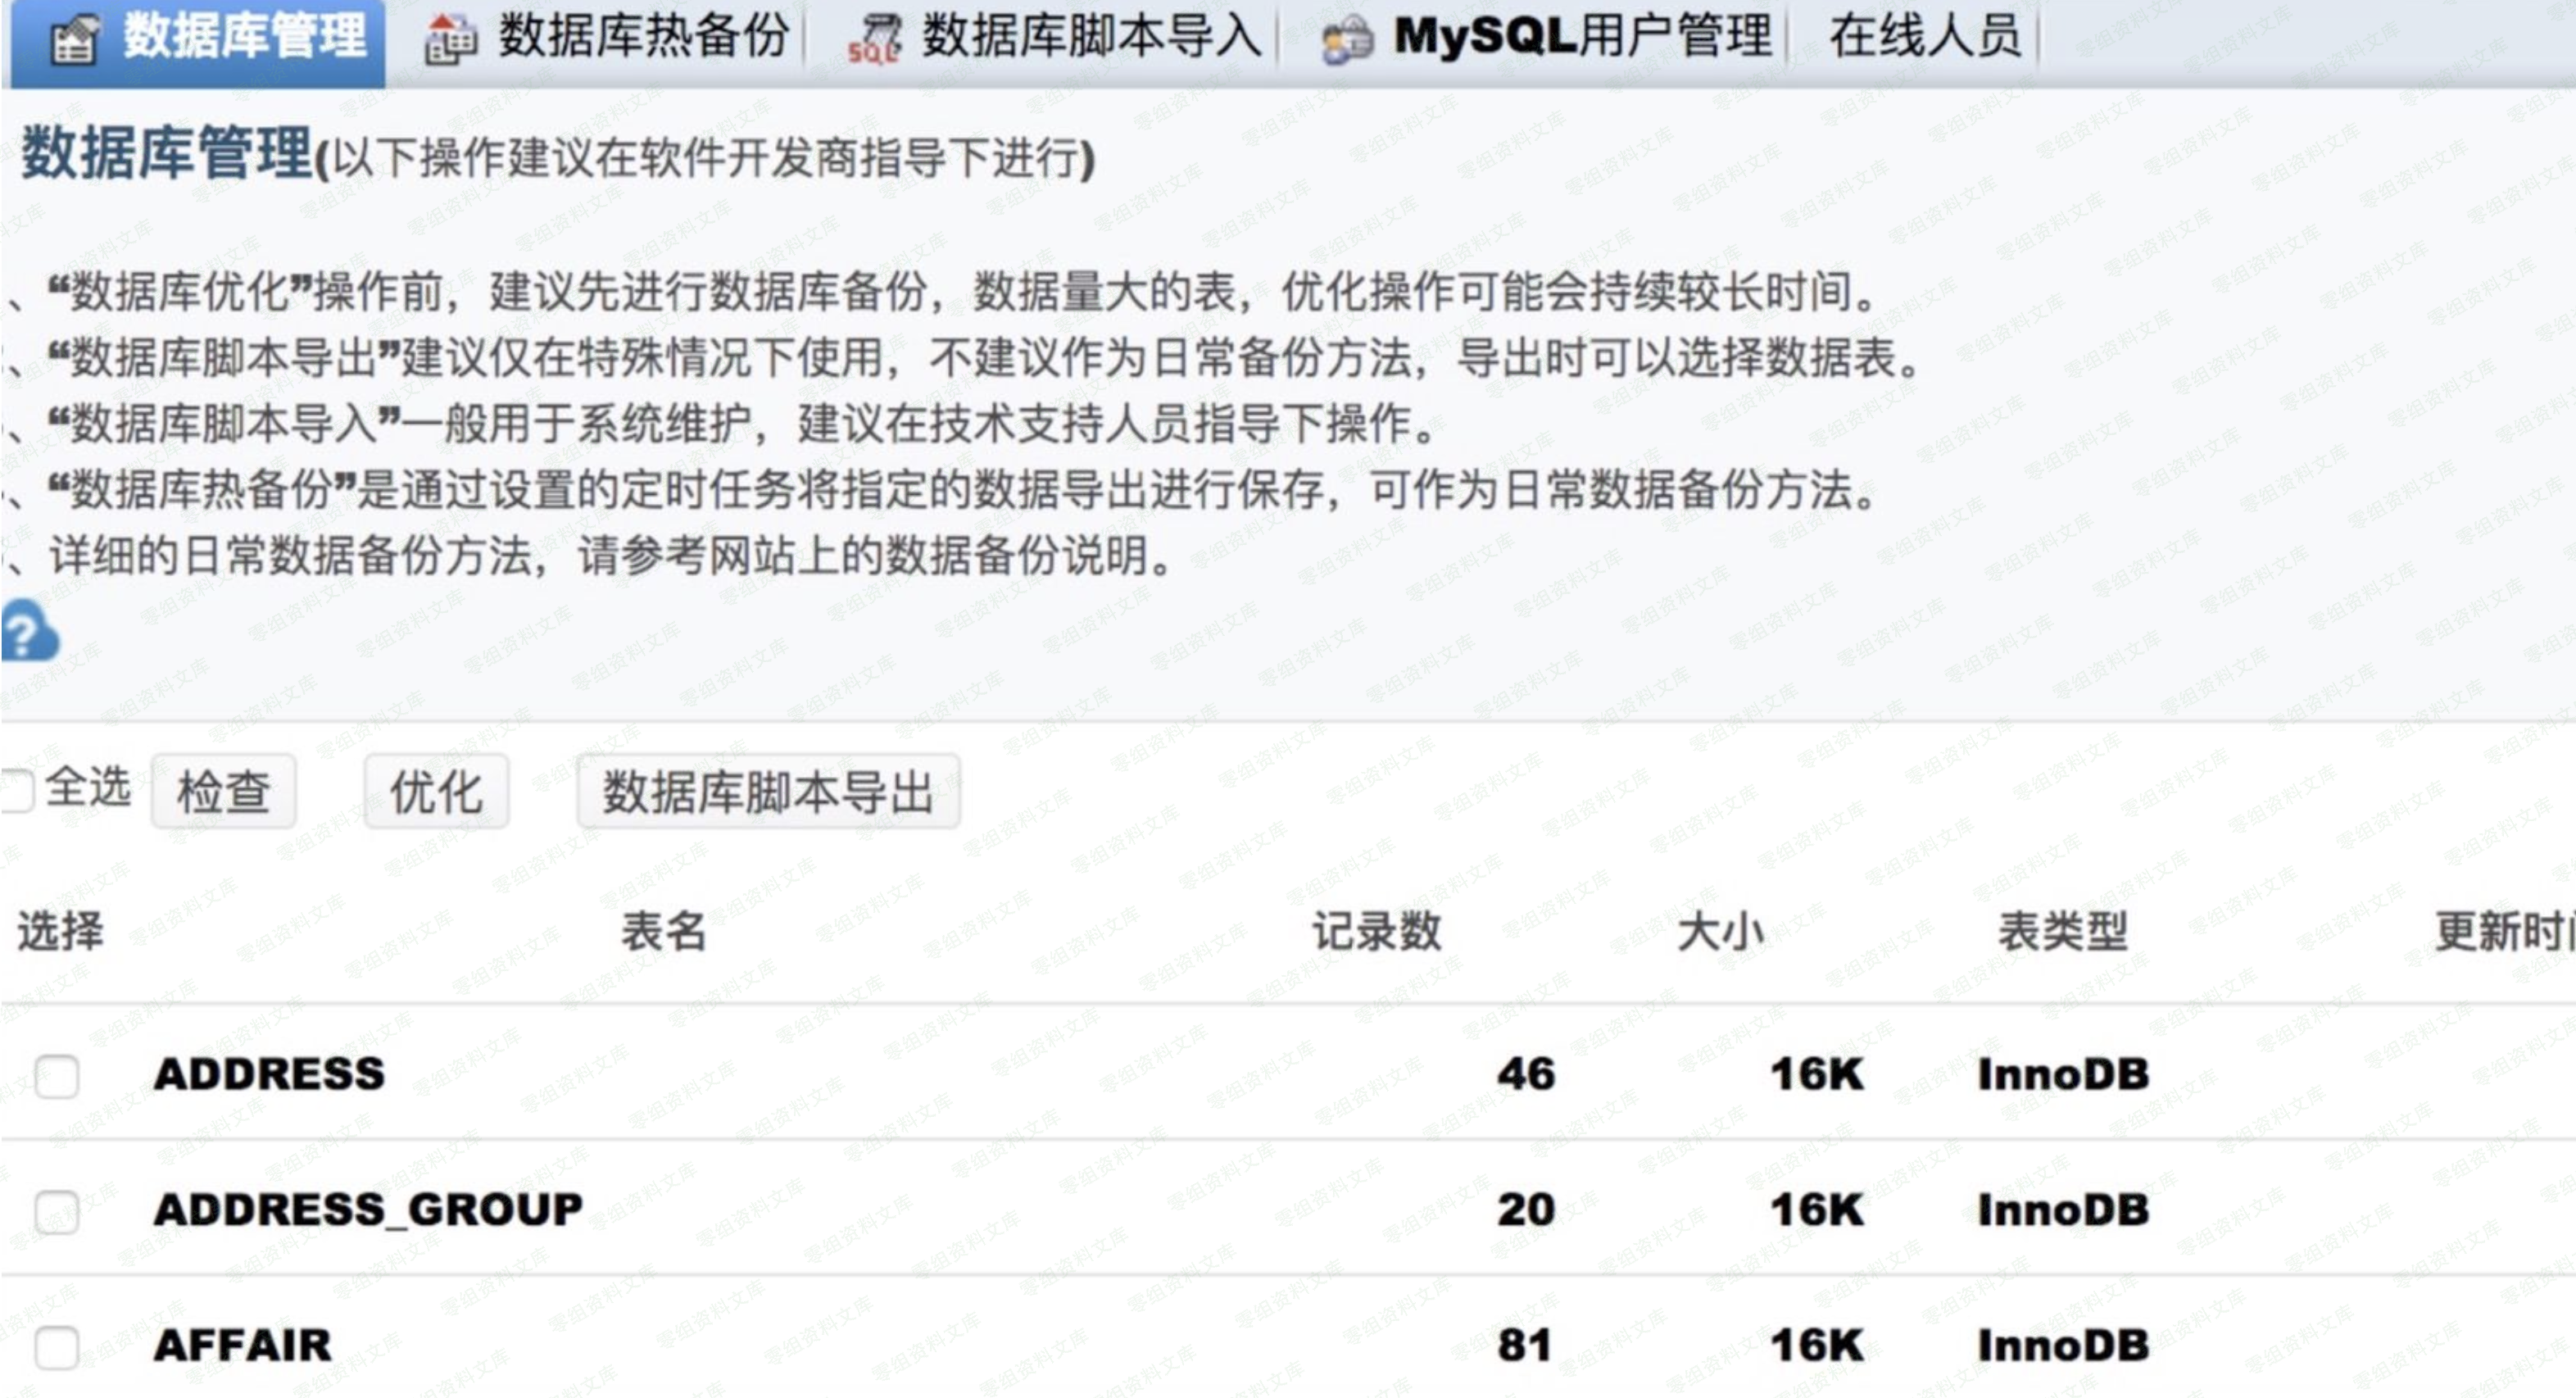 数据库管理 数据库热备份 SQL 数据库脚本导入 MySQL用户管理 在线人员
数据库管理(以下操作建议在软件开发商指导下进行)
、“数据库优化”操作前，建议先进行数据库备份，数据量大的表，优化操作可能会持续较长时间。
、“数据库脚本导出”建议仅在特殊情况下使用，不建议作为日常备份方法，导出时可以选择数据表。
、“数据库脚本导入”一般用于系统维护，建议在技术支持人员指导下操作。
、“数据库热备份”是通过设置的定时任务将指定的数据导出进行保存，可作为日常数据备份方法。
、详细的日常数据备份方法，请参考网站上的数据备份说明。
?
全选 检查 优化 数据库脚本导出
选择 表名 记录数 大小 表类型 更新时
ADDRESS 46 16K InnoDB
ADDRESS_GROUP 20 16K InnoDB
AFFAIR 81 16K InnoDB
零组资料文库